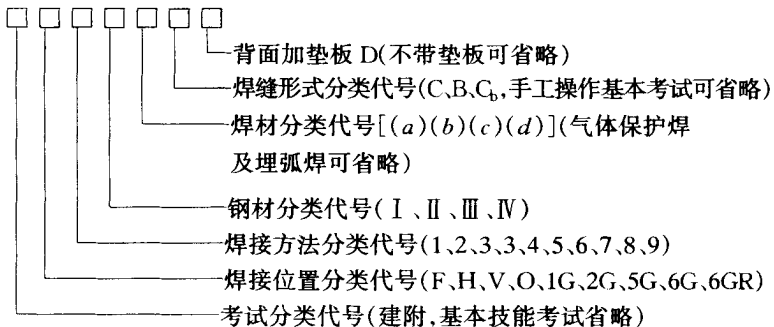 背面加垫板 D(不带垫板可省略)
焊缝形式分类代号(C、B、C_b,手工操作基本考试可省略)
焊材分类代号[(a)(b)(c)(d)](气体保护焊
及埋弧焊可省略)
钢材分类代号(Ⅰ、Ⅱ、Ⅲ、Ⅳ)
焊接方法分类代号(1、2、3、3、4、5、6、7、8、9)
焊接位置分类代号(F、H、V、O、1G、2G、5G、6G、6GR)
考试分类代号(建附,基本技能考试省略)